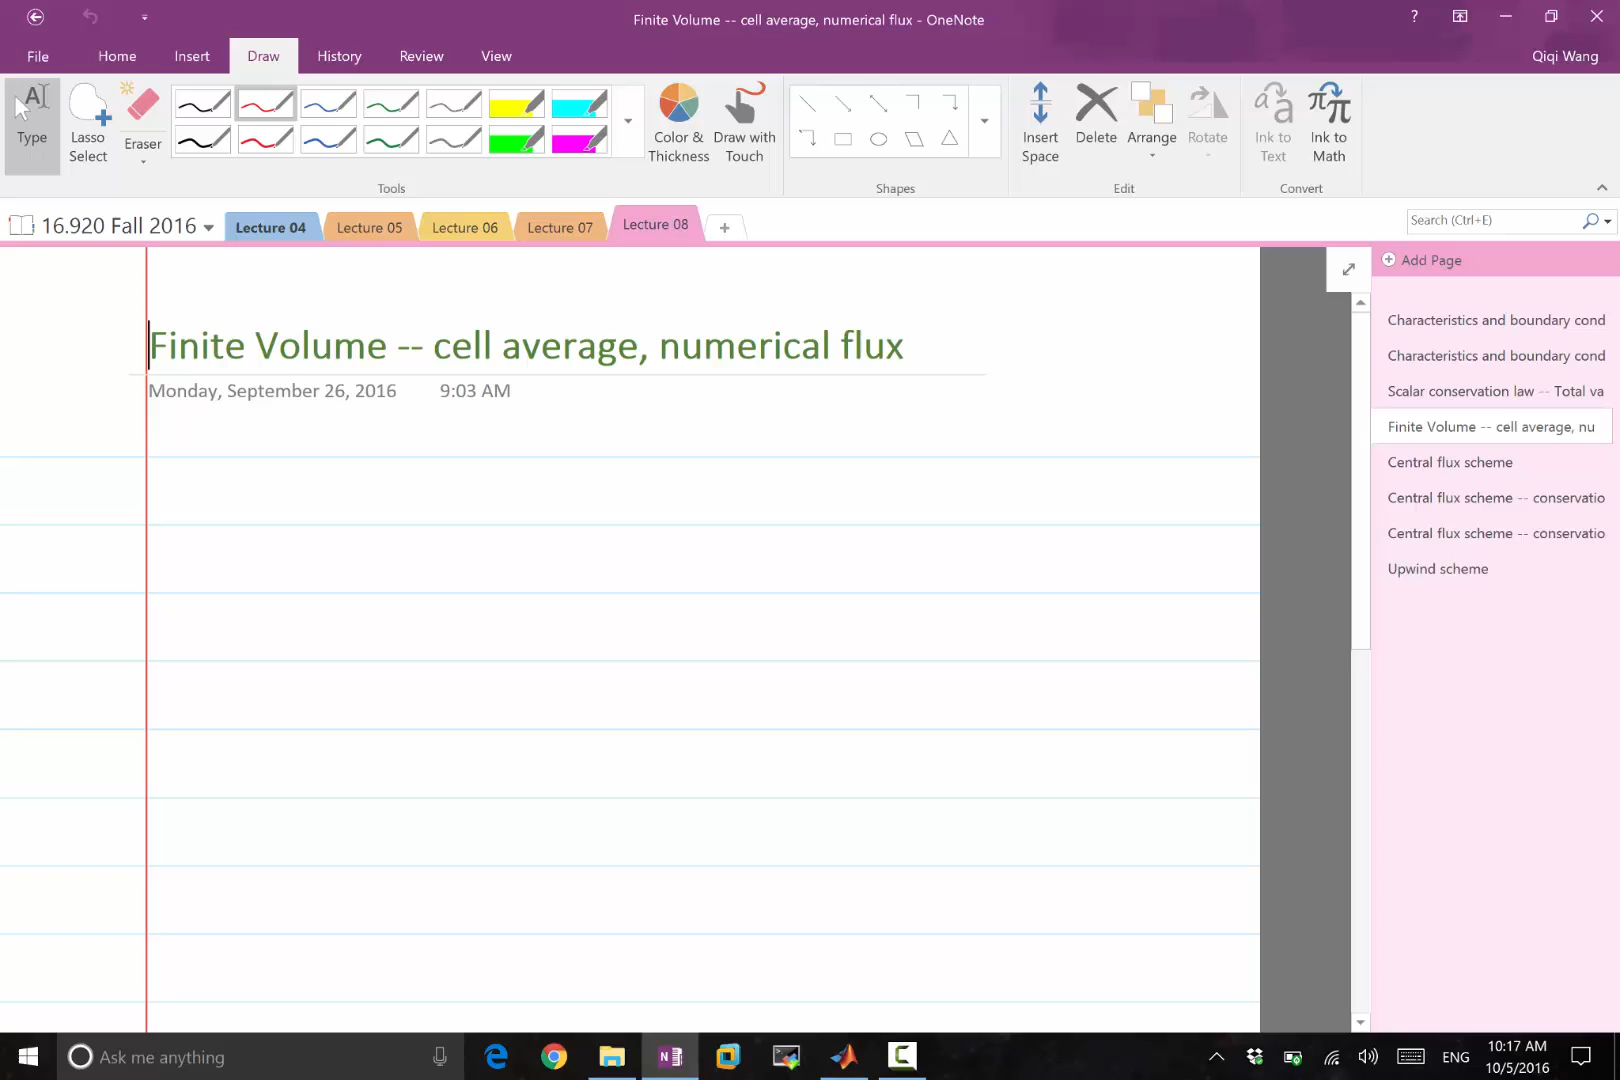 Finite Volume -- cell average, numerical flux - OneNote
?
File Home Insert Draw History Review View
Qiqi Wang
Type
Lasso Select
Eraser
Color & Thickness
Draw with Touch
Insert Space
Delete
Arrange
Rotate
Ink to Text
Ink to Math
Tools
Shapes
Edit
Convert
16.920 Fall 2016
Lecture 04
Lecture 05
Lecture 06
Lecture 07
Lecture 08
+
Search (Ctrl+E)
Add Page
Finite Volume -- cell average, numerical flux
Monday, September 26, 2016 9:03 AM
Characteristics and boundary cond
Characteristics and boundary cond
Scalar conservation law -- Total va
Finite Volume -- cell average, nu
Central flux scheme
Central flux scheme -- conservatio
Central flux scheme -- conservatio
Upwind scheme
Ask me anything
ENG
10:17 AM
10/5/2016